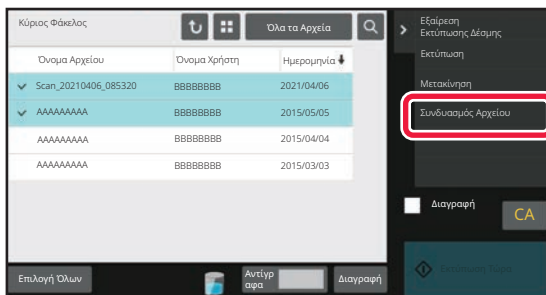 Κύριος Φάκελος
Όλα τα Αρχεία
Όνομα Αρχείου Όνομα Χρήστη Ημερομηνία
Scan_20210406_085320 BBBBBBBB 2021/04/06
AAAAAAAAA BBBBBBBB 2015/05/05
AAAAAAAAA BBBBBBBB 2015/04/04
AAAAAAAAA BBBBBBBB 2015/03/03
Επιλογή Όλων
Αντίγρ
αφα
Διαγραφή
Εξαίρεση
Εκτύπωσης Δέσμης
Εκτύπωση
Μετακίνηση
Συνδυασμός Αρχείου
Διαγραφή
CA